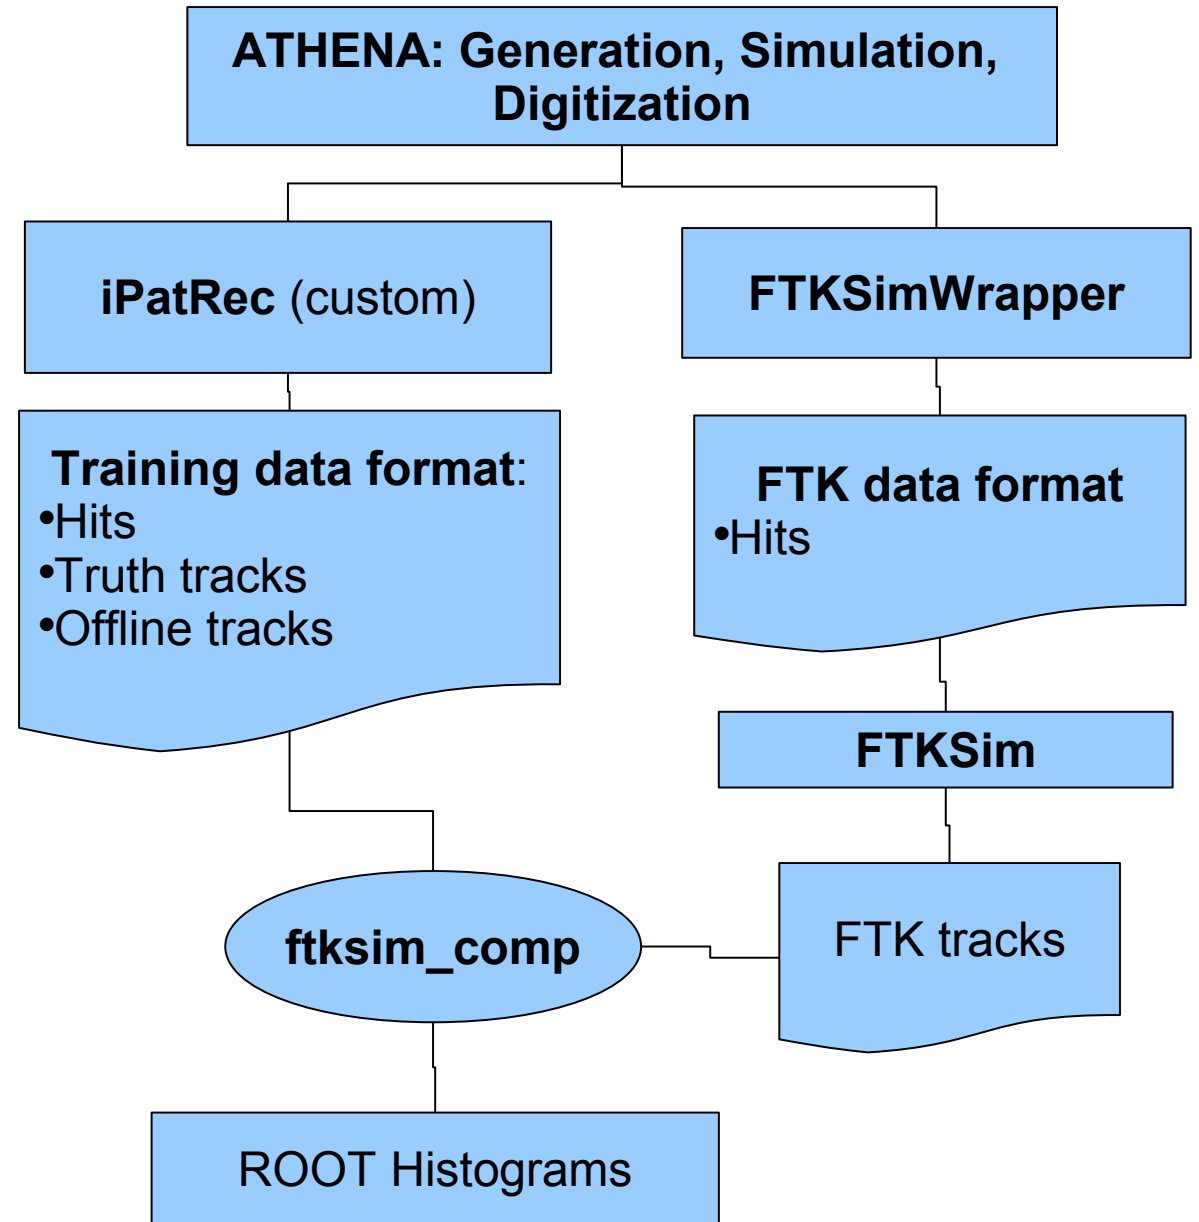 ATHENA: Generation, Simulation,
Digitization
iPatRec (custom)
FTKSimWrapper
Training data format:
•Hits
•Truth tracks
•Offline tracks
FTK data format
•Hits
FTKSim
ftksim_comp
FTK tracks
ROOT Histograms